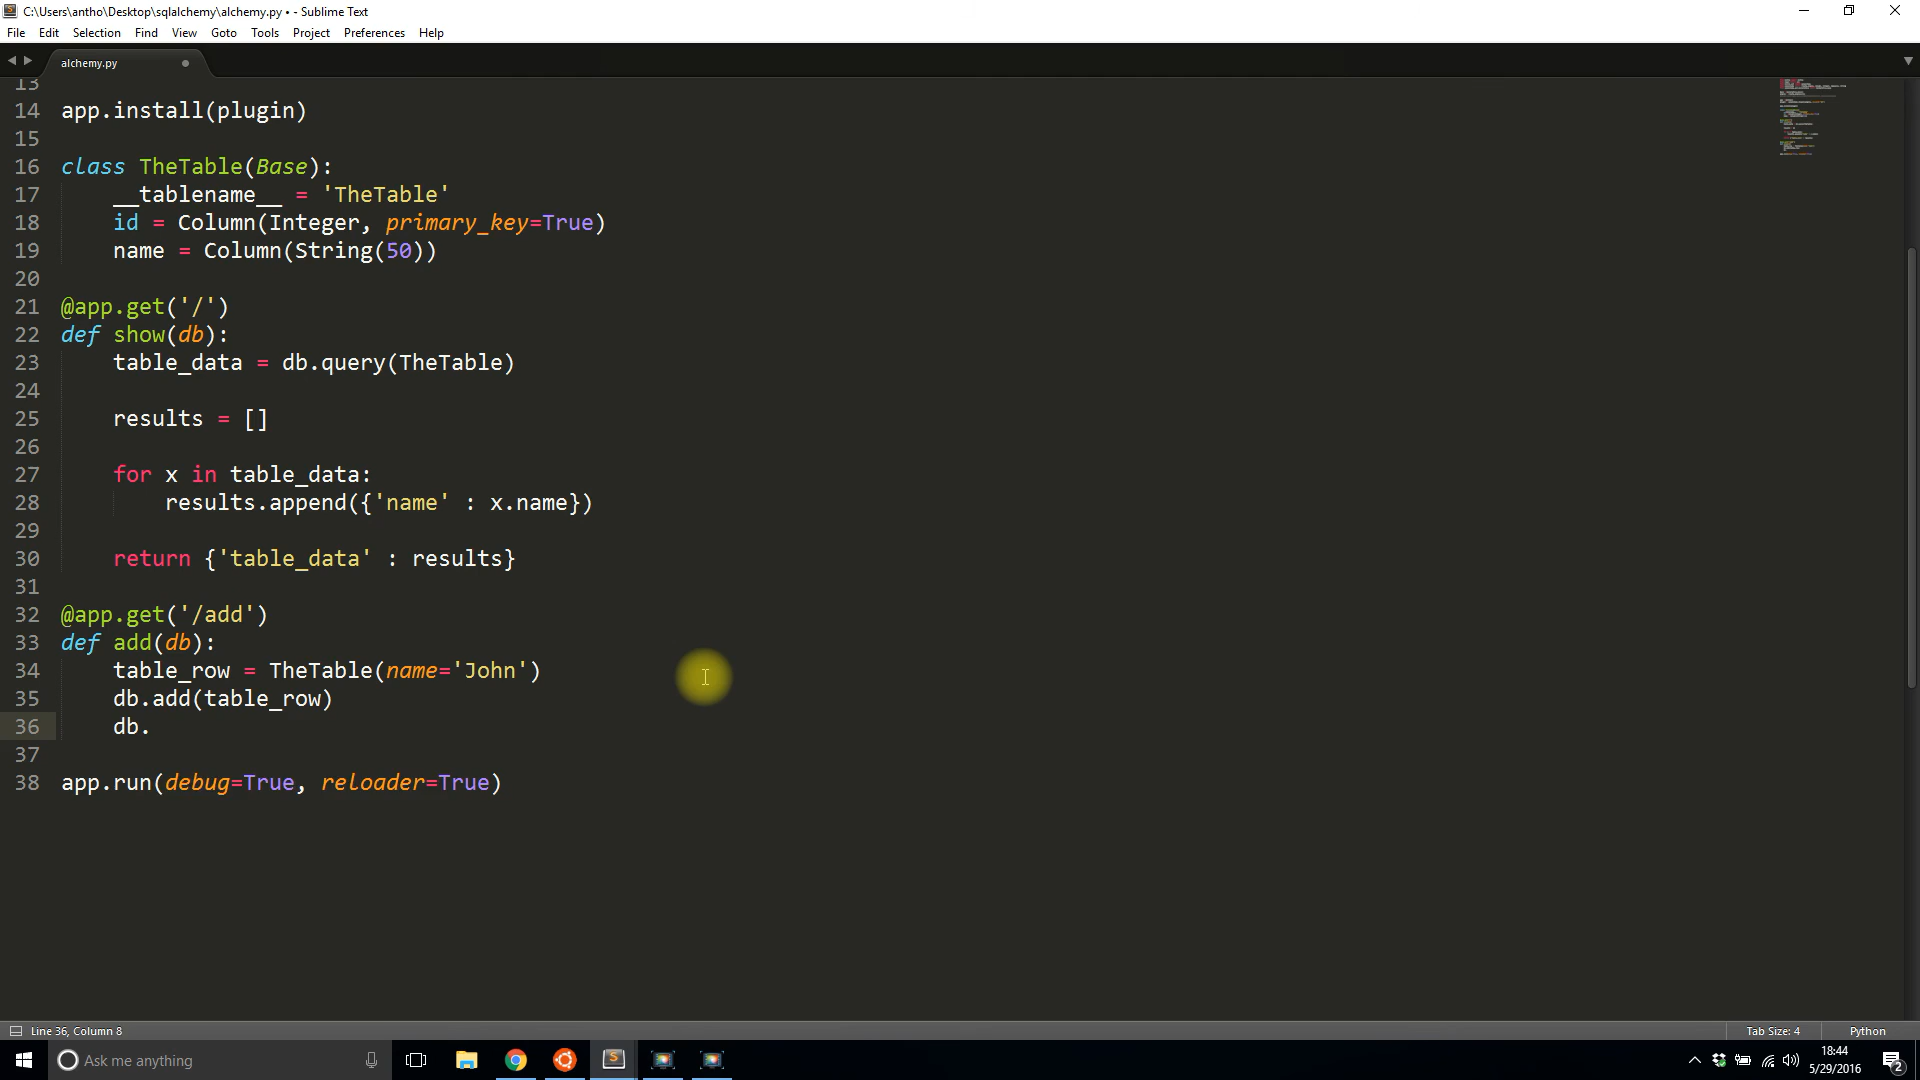 C:\Users\antho\Desktop\sqlalchemy\alchemy.py • - Sublime Text
File Edit Selection Find View Goto Tools Project Preferences Help
alchemy.py
13
14 app.install(plugin)
15
16 class TheTable(Base):
17     __tablename__ = 'TheTable'
18     id = Column(Integer, primary_key=True)
19     name = Column(String(50))
20
21 @app.get('/')
22 def show(db):
23     table_data = db.query(TheTable)
24
25     results = []
26
27     for x in table_data:
28         results.append({'name' : x.name})
29
30     return {'table_data' : results}
31
32 @app.get('/add')
33 def add(db):
34     table_row = TheTable(name='John')
35     db.add(table_row)
36     db.
37
38 app.run(debug=True, reloader=True)
Line 36, Column 8 Tab Size: 4 Python
Ask me anything
18:44
5/29/2016
2